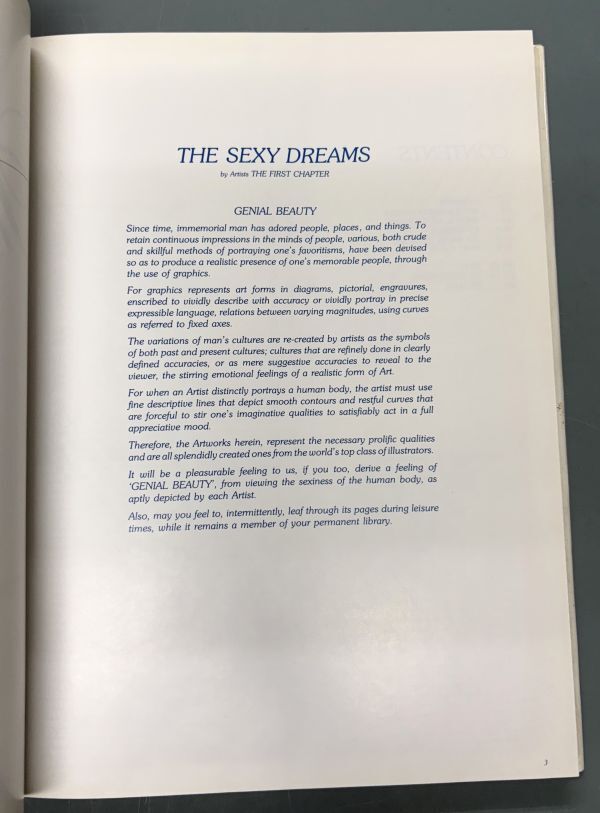 THE SEXY DREAMS
by Artists THE FIRST CHAPTER
GENIAL BEAUTY
Since time, immemorial man has adored people, places, and things. To
retain continuous impressions in the minds of people, various, both crude
and skillful methods of portraying one's favoritisms, have been devised
so as to produce a realistic presence of one's memorable people, through
the use of graphics.
For graphics represents art forms in diagrams, pictorial, engravures,
enscribed to vividly describe with accuracy or vividly portray in precise
expressible language, relations between varying magnitudes, using curves
as referred to fixed axes.
The variations of man's cultures are re-created by artists as the symbols
of both past and present cultures; cultures that are refinely done in clearly
defined accuracies, or as mere suggestive accuracies to reveal to the
viewer, the stirring emotional feelings of a realistic form of Art.
For when an Artist distinctly portrays a human body, the artist must use
fine descriptive lines that depict smooth contours and restful curves that
are forceful to stir one's imaginative qualities to satisfiably act in a full
appreciative mood.
Therefore, the Artworks herein, represent the necessary prolific qualities
and are all splendidly created ones from the world's top class of illustrators.
It will be a pleasurable feeling to us, if you too, derive a feeling of
'GENIAL BEAUTY', from viewing the sexiness of the human body, as
aptly depicted by each Artist.
Also, may you feel to, intermittently, leaf through its pages during leisure
times, while it remains a member of your permanent library.
3